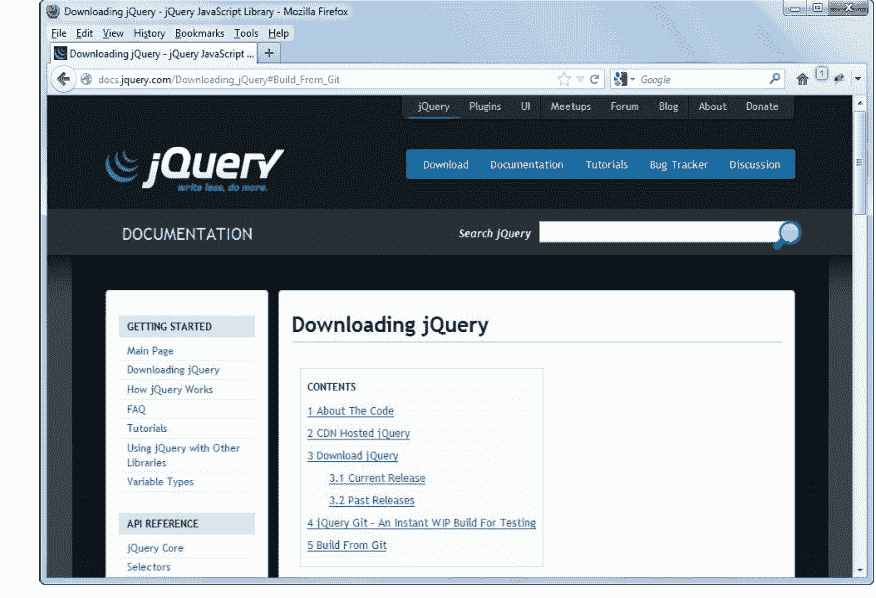 Downloading jQuery - jQuery JavaScript Library - Mozilla Firefox
File Edit View History Bookmarks Tools Help
Downloading jQuery - jQuery JavaScript ... +
docs.jquery.com/Downloading_jQuery#Build_From_Git Google 1
jQuery Plugins UI Meetups Forum Blog About Donate
jQuery
write less, do more.
Download Documentation Tutorials Bug Tracker Discussion
DOCUMENTATION
Search jQuery
GETTING STARTED
Main Page
Downloading jQuery
How jQuery Works
FAQ
Tutorials
Using jQuery with Other
Libraries
Variable Types
API REFERENCE
jQuery Core
Selectors
Downloading jQuery
CONTENTS
1 About The Code
2 CDN Hosted jQuery
3 Download jQuery
3.1 Current Release
3.2 Past Releases
4 jQuery Git - An Instant WIP Build For Testing
5 Build From Git